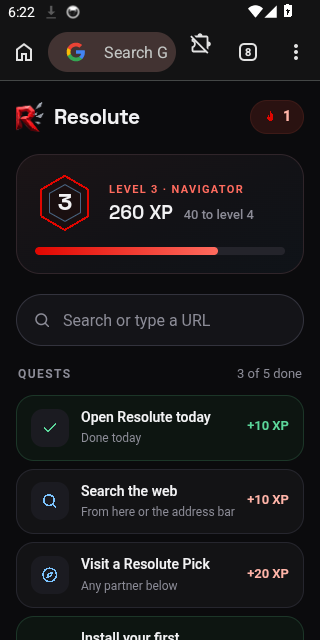 6:22
Search G
8
Resolute
1
3
LEVEL 3 · NAVIGATOR
260 XP 40 to level 4
Search or type a URL
QUESTS 3 of 5 done
Open Resolute today
Done today
+10 XP
Search the web
From here or the address bar
+10 XP
Visit a Resolute Pick
Any partner below
+20 XP
Install your first